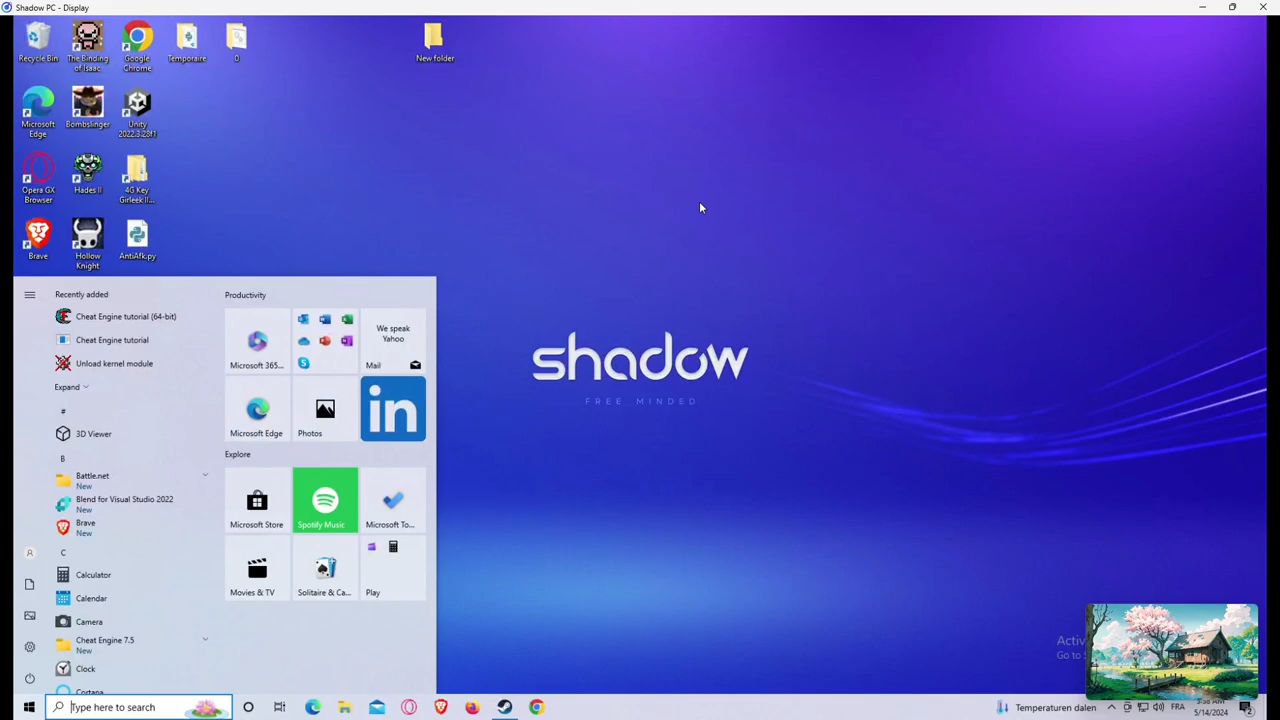 Shadow PC - Display
Recycle Bin
The Binding
of Isaac
Google
Chrome
Temporaire
0
New folder
Microsoft
Edge
Bombslinger
Unity
2022.3.28f1
Opera GX
Browser
Hades II
4G Key
Girleek II...
Brave
Hollow
Knight
AntiAfk.py
Recently added
Cheat Engine tutorial (64-bit)
Cheat Engine tutorial
Unload kernel module
Expand
#
3D Viewer
B
Battle.net
New
Blend for Visual Studio 2022
New
Brave
New
C
Calculator
Calendar
Camera
Cheat Engine 7.5
New
Clock
Cortana
Productivity
Microsoft 365...
We speak
Yahoo
Mail
Microsoft Edge
Photos
in
Explore
Microsoft Store
Spotify Music
Microsoft To...
Movies & TV
Solitaire & Ca...
Play
shadow
FREE MINDED
Type here to search
Temperaturen dalen
FRA
3:38 AM
5/14/2024
2